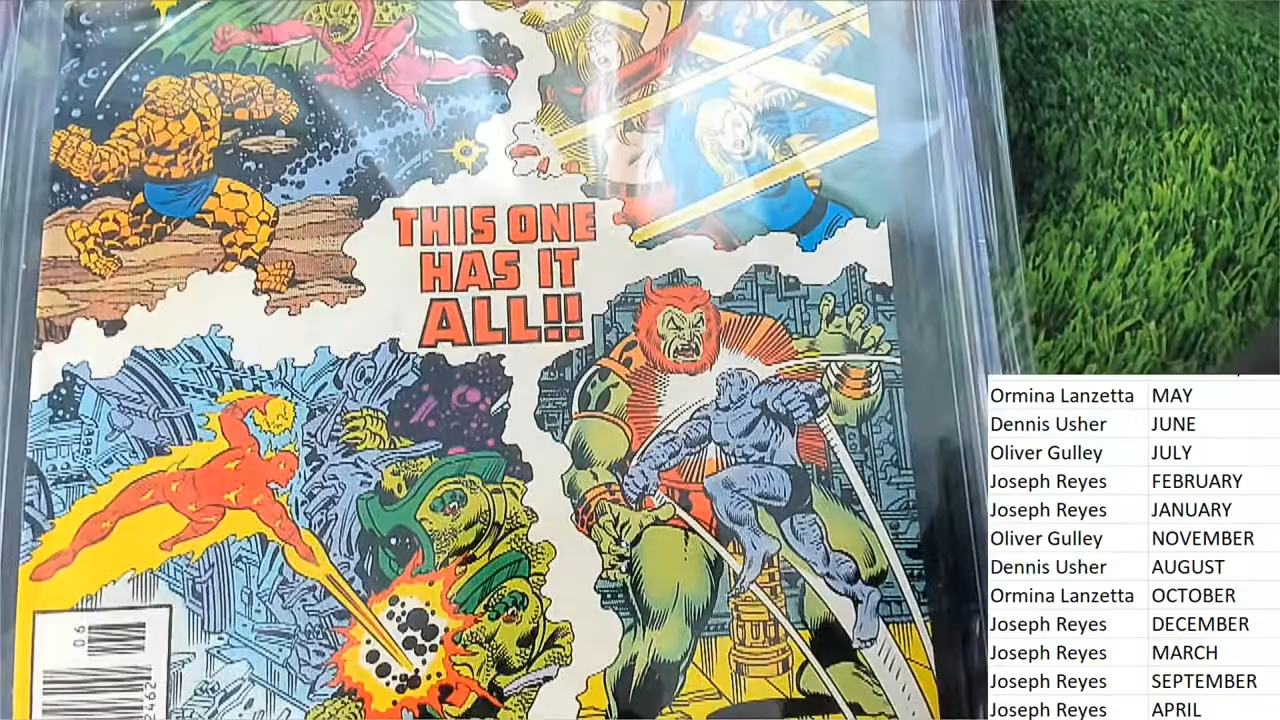 THIS ONE
HAS IT
ALL!!
06
2462
Ormina Lanzetta MAY
Dennis Usher JUNE
Oliver Gulley JULY
Joseph Reyes FEBRUARY
Joseph Reyes JANUARY
Oliver Gulley NOVEMBER
Dennis Usher AUGUST
Ormina Lanzetta OCTOBER
Joseph Reyes DECEMBER
Joseph Reyes MARCH
Joseph Reyes SEPTEMBER
Joseph Reyes APRIL